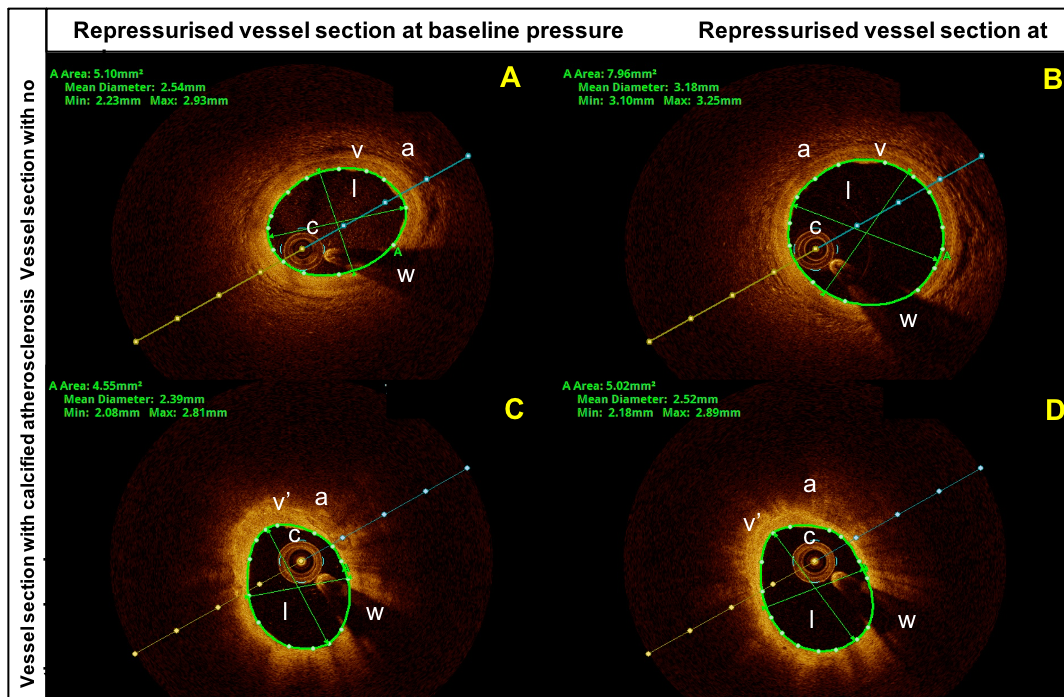 Repressurised vessel section at baseline pressure
Repressurised vessel section at
Vessel section with calcified atherosclerosis Vessel section with no
A Area: 5.10mm²
Mean Diameter: 2.54mm
Min: 2.23mm Max: 2.93mm
A
v
a
l
c
A
w
A Area: 7.96mm²
Mean Diameter: 3.18mm
Min: 3.10mm Max: 3.25mm
B
a
v
l
c
A
w
A Area: 4.55mm²
Mean Diameter: 2.39mm
Min: 2.08mm Max: 2.81mm
C
v’
a
c
l
w
A Area: 5.02mm²
Mean Diameter: 2.52mm
Min: 2.18mm Max: 2.89mm
D
a
v’
c
l
w